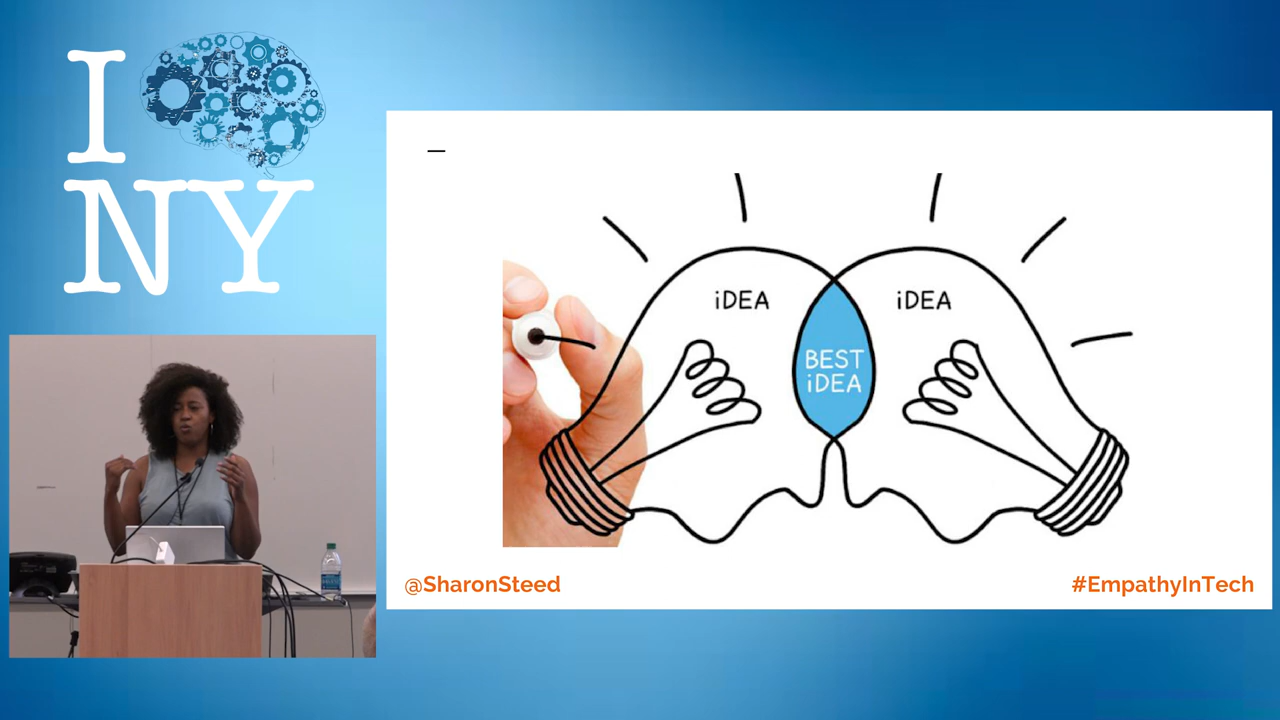 I
NY
iDEA
iDEA
BEST
iDEA
@SharonSteed
#EmpathyInTech